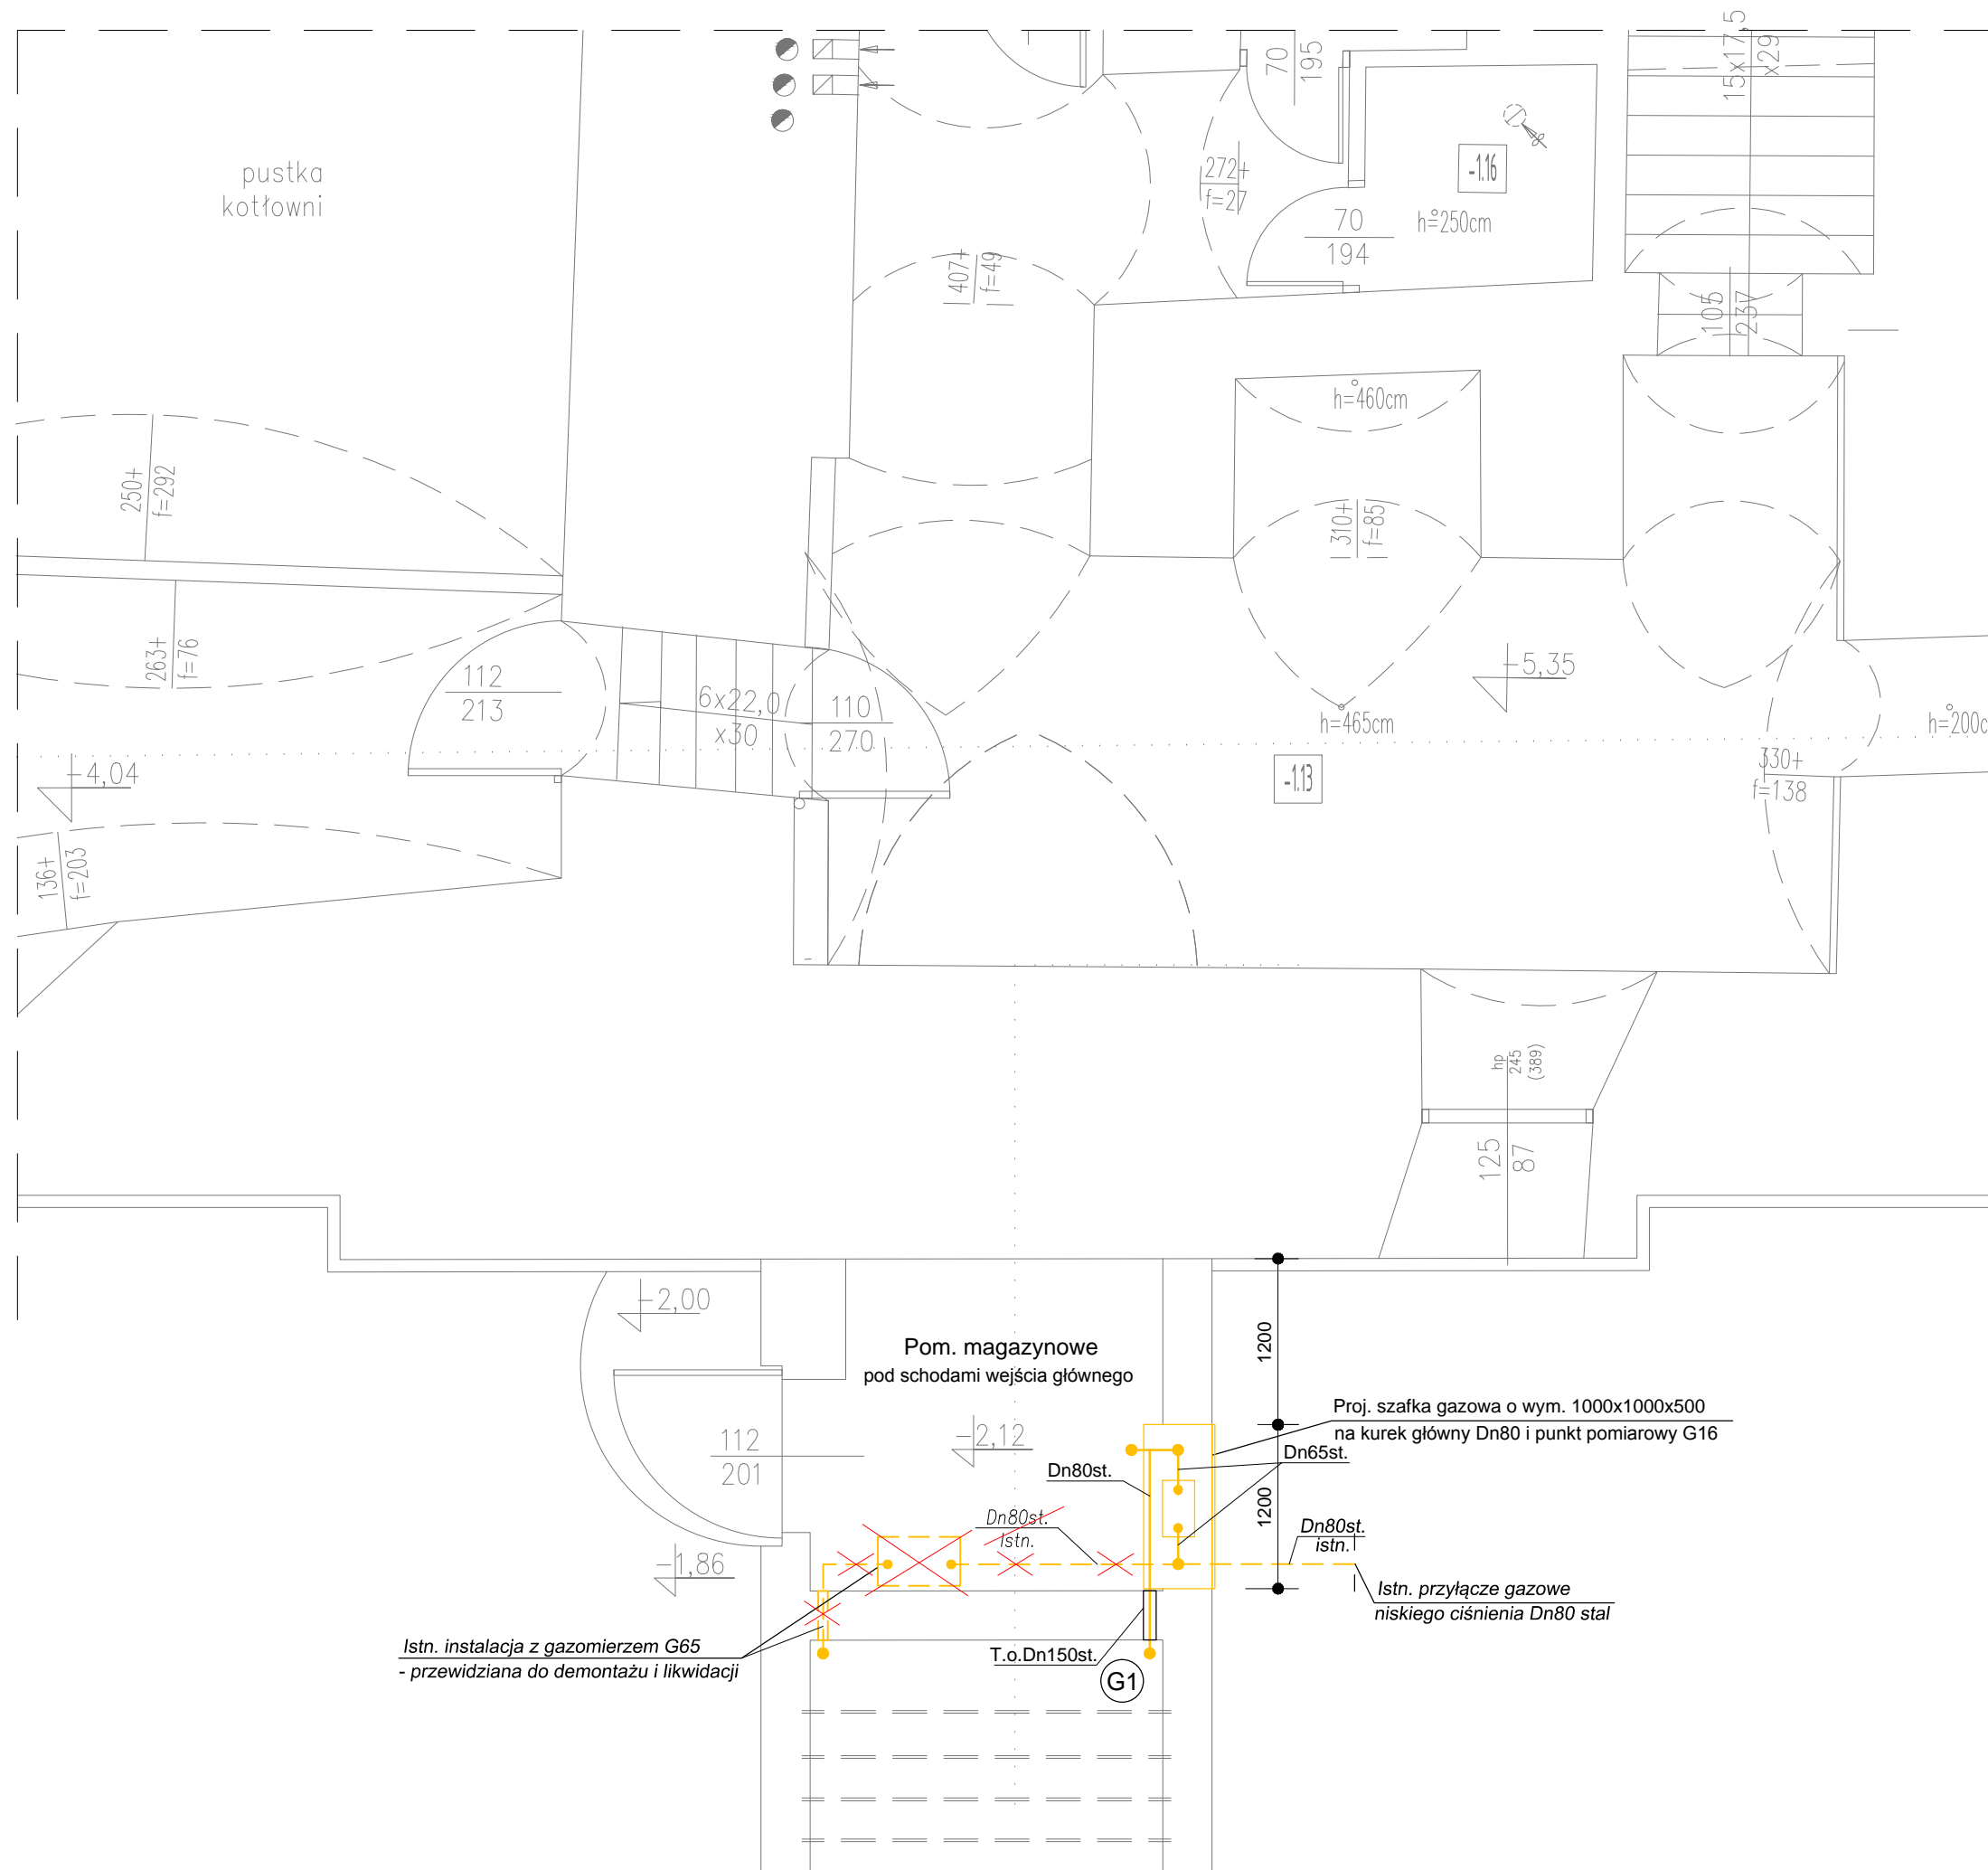 15x17,5
x29
70
195
pustka
kotłowni
272+
f=27
-1.16
70
194
h=250cm
407+
f=49
105
237
h=460cm
250+
f=292
310+
f=85
263+
f=76
112
213
6x22,0
x30
110
270
-5,35
h=465cm
h=200c
-4,04
330+
f=138
-1.13
136+
f=203
hp
245
(389)
125
87
-2,00
Pom. magazynowe
pod schodami wejścia głównego
1200
Proj. szafka gazowa o wym. 1000x1000x500
na kurek główny Dn80 i punkt pomiarowy G16
112
201
-2,12
Dn65st.
Dn80st.
1200
Dn80st.
Istn.
Dn80st.
istn.
-1,86
Istn. przyłącze gazowe
niskiego ciśnienia Dn80 stal
Istn. instalacja z gazomierzem G65
- przewidziana do demontażu i likwidacji
T.o.Dn150st.
G1